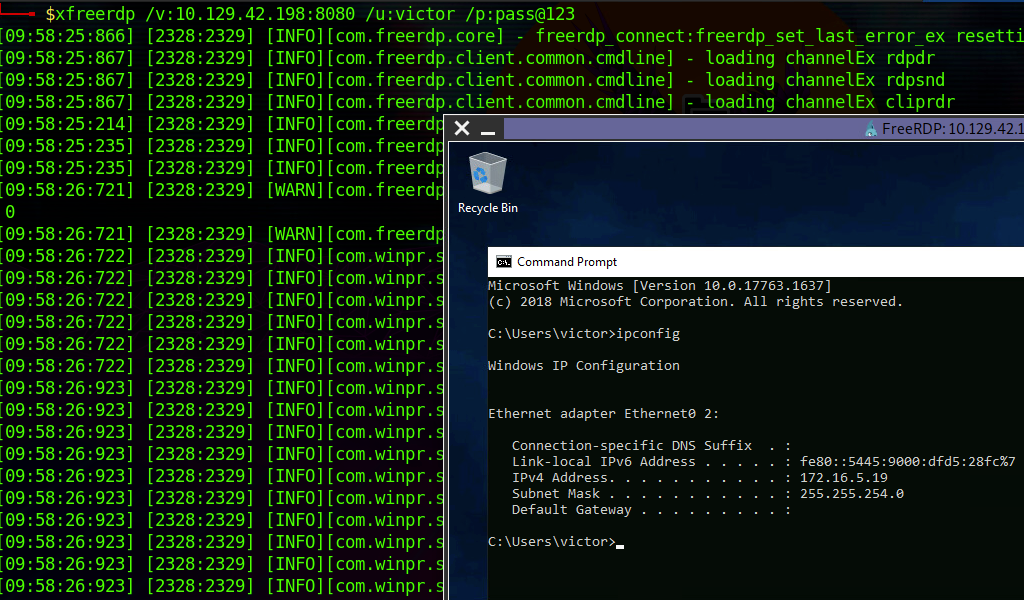 $xfreerdp /v:10.129.42.198:8080 /u:victor /p:pass@123
[09:58:25:866] [2328:2329] [INFO][com.freerdp.core] - freerdp_connect:freerdp_set_last_error_ex resetti
[09:58:25:867] [2328:2329] [INFO][com.freerdp.client.common.cmdline] - loading channelEx rdpdr
[09:58:25:867] [2328:2329] [INFO][com.freerdp.client.common.cmdline] - loading channelEx rdpsnd
[09:58:25:867] [2328:2329] [INFO][com.freerdp.client.common.cmdline] - loading channelEx cliprdr
[09:58:25:214] [2328:2329] [INFO][com.freerdp
[09:58:25:235] [2328:2329] [INFO][com.freerdp
[09:58:25:235] [2328:2329] [INFO][com.freerdp
[09:58:26:721] [2328:2329] [WARN][com.freerdp
0
[09:58:26:721] [2328:2329] [WARN][com.freerdp
[09:58:26:722] [2328:2329] [INFO][com.winpr.s
[09:58:26:722] [2328:2329] [INFO][com.winpr.s
[09:58:26:722] [2328:2329] [INFO][com.winpr.s
[09:58:26:722] [2328:2329] [INFO][com.winpr.s
[09:58:26:722] [2328:2329] [INFO][com.winpr.s
[09:58:26:722] [2328:2329] [INFO][com.winpr.s
[09:58:26:923] [2328:2329] [INFO][com.winpr.s
[09:58:26:923] [2328:2329] [INFO][com.winpr.s
[09:58:26:923] [2328:2329] [INFO][com.winpr.s
[09:58:26:923] [2328:2329] [INFO][com.winpr.s
[09:58:26:923] [2328:2329] [INFO][com.winpr.s
[09:58:26:923] [2328:2329] [INFO][com.winpr.s
[09:58:26:923] [2328:2329] [INFO][com.winpr.s
[09:58:26:923] [2328:2329] [INFO][com.winpr.s
[09:58:26:923] [2328:2329] [INFO][com.winpr.s
[09:58:26:923] [2328:2329] [INFO][com.winpr.s
FreeRDP: 10.129.42.1
Recycle Bin
Command Prompt
Microsoft Windows [Version 10.0.17763.1637]
(c) 2018 Microsoft Corporation. All rights reserved.
C:\Users\victor>ipconfig
Windows IP Configuration
Ethernet adapter Ethernet0 2:
Connection-specific DNS Suffix  . :
Link-local IPv6 Address . . . . . : fe80::5445:9000:dfd5:28fc%7
IPv4 Address. . . . . . . . . . . : 172.16.5.19
Subnet Mask . . . . . . . . . . . : 255.255.254.0
Default Gateway . . . . . . . . . :
C:\Users\victor>